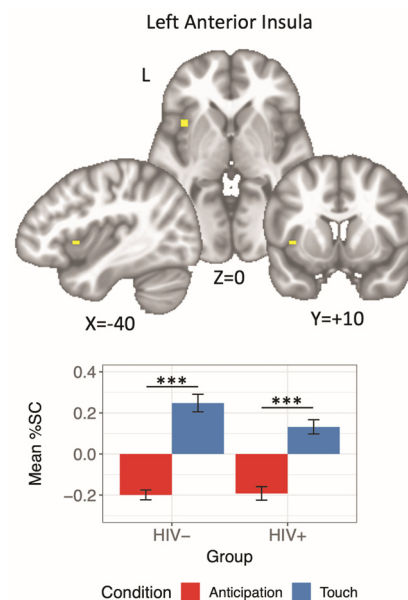 Left Anterior Insula
L
Z=0
X=-40
Y=+10
0.4
***
***
0.2
0.0
−0.2
Mean %SC
HIV− HIV+
Group
Condition Anticipation Touch